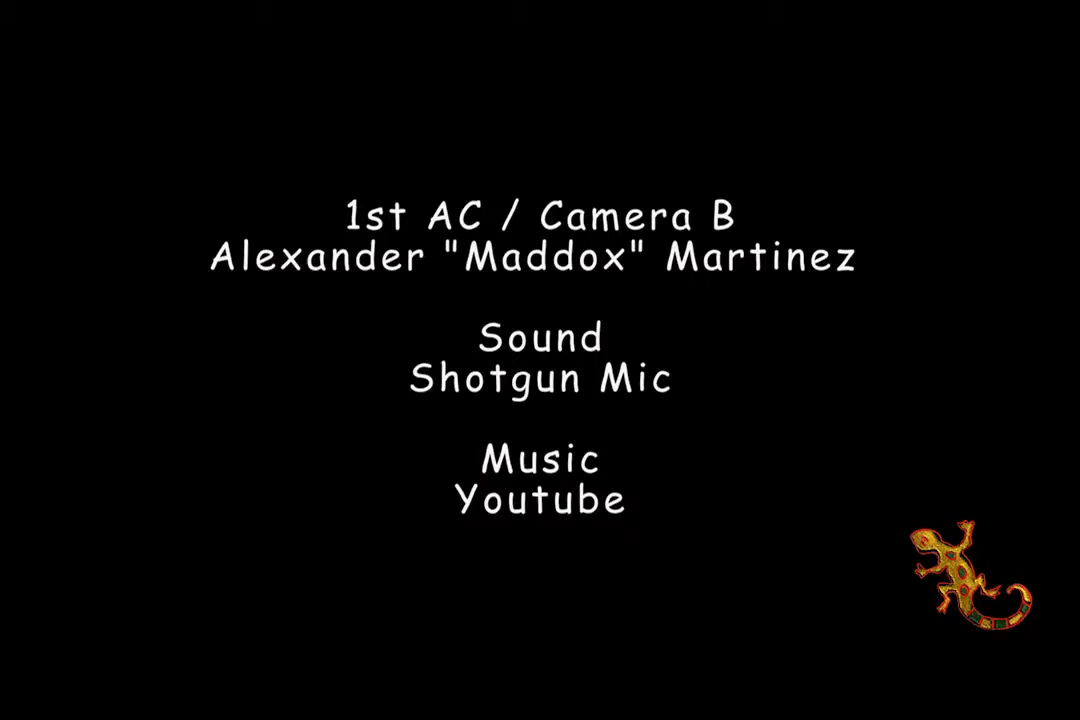 1st AC / Camera B
Alexander "Maddox" Martinez
Sound
Shotgun Mic
Music
Youtube